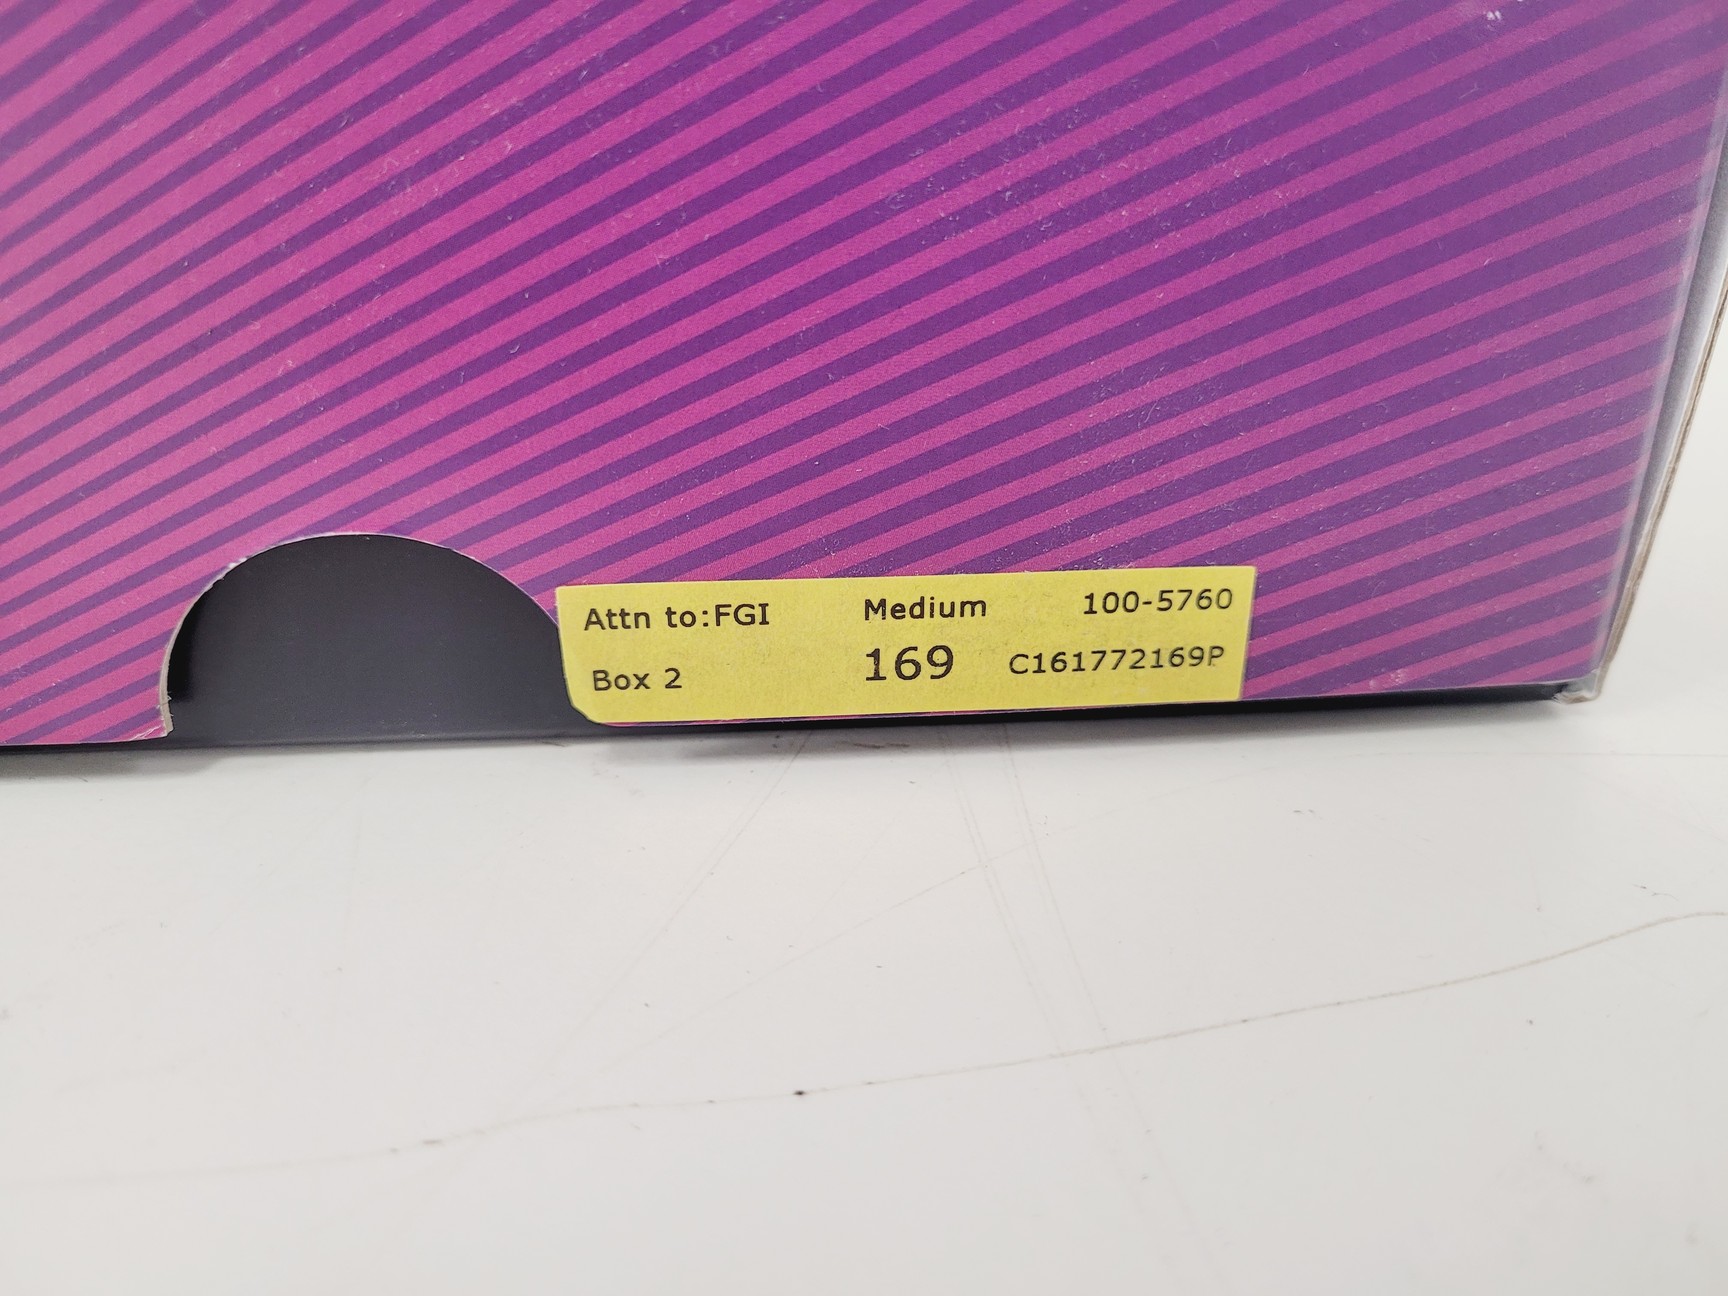 Attn to:FGI Medium 100-5760
Box 2 169 C161772169P